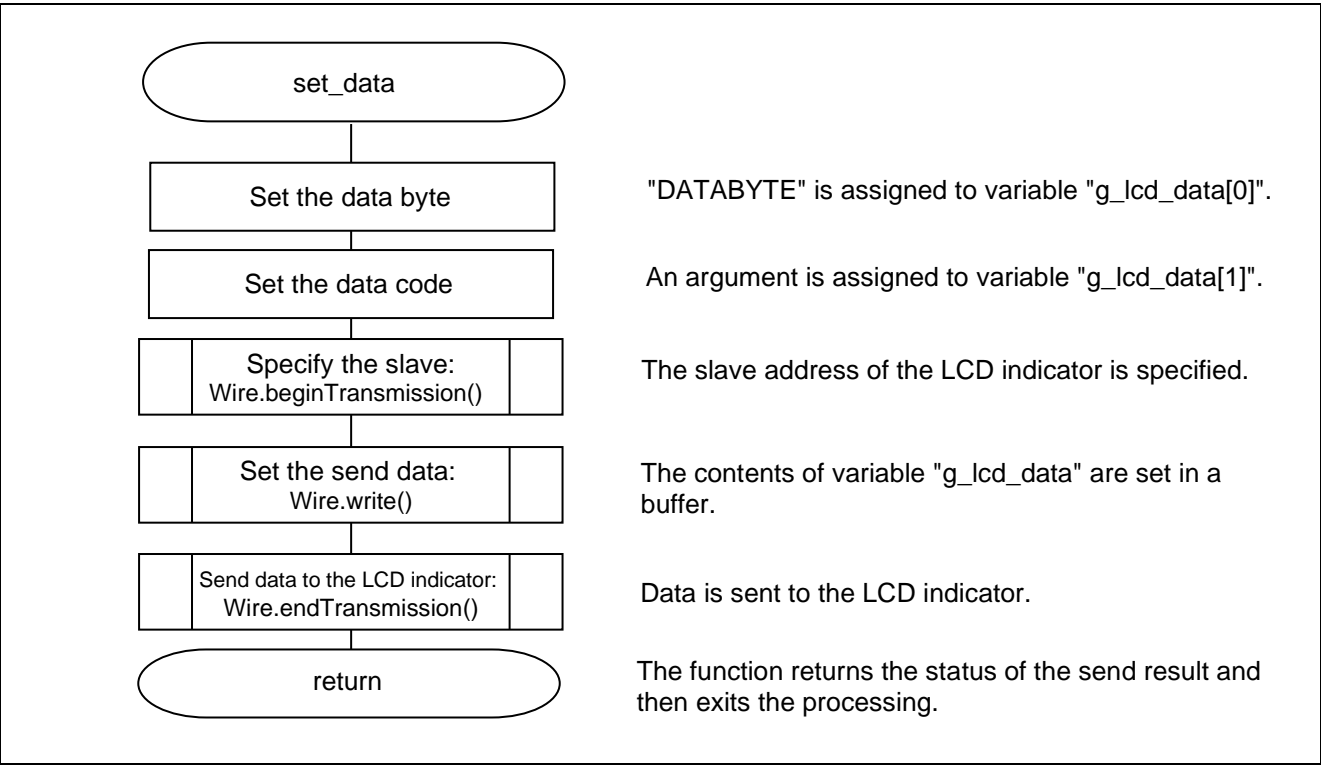 set_data
Set the data byte
"DATABYTE" is assigned to variable "g_lcd_data[0]".
Set the data code
An argument is assigned to variable "g_lcd_data[1]".
Specify the slave:
Wire.beginTransmission()
The slave address of the LCD indicator is specified.
Set the send data:
Wire.write()
The contents of variable "g_lcd_data" are set in a
buffer.
Send data to the LCD indicator:
Wire.endTransmission()
Data is sent to the LCD indicator.
return
The function returns the status of the send result and
then exits the processing.